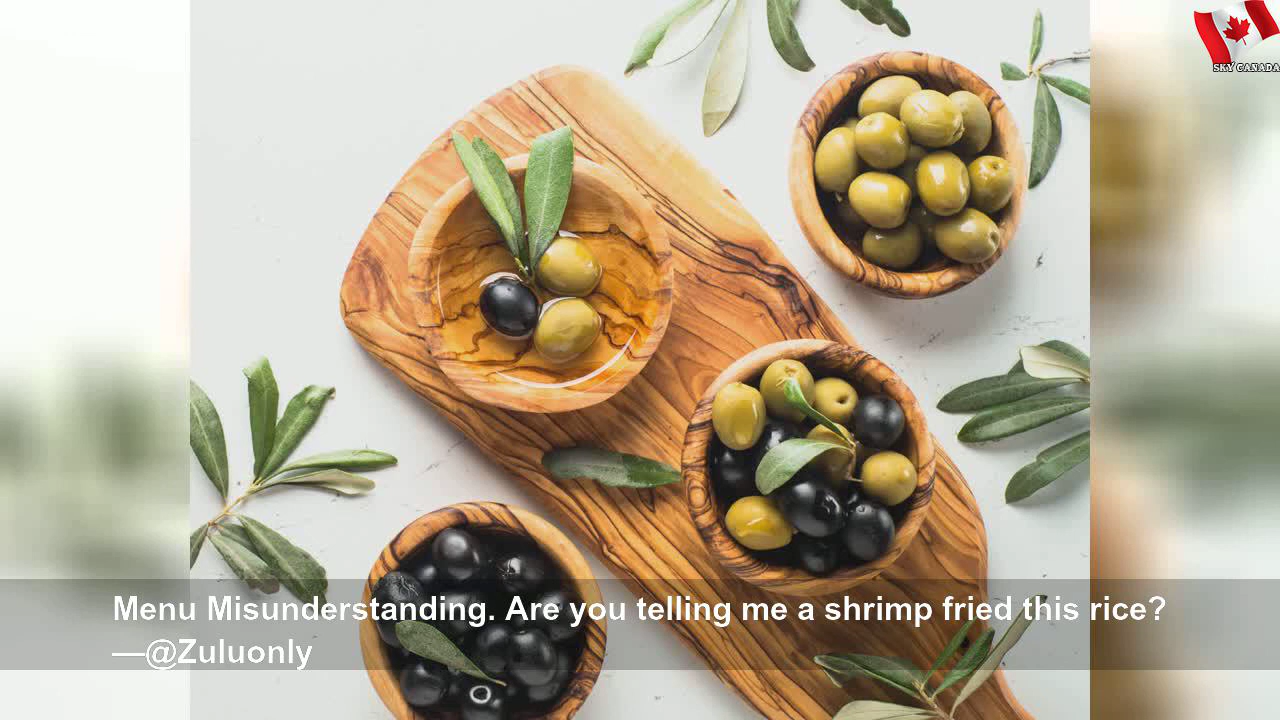 SKY CANADA
Menu Misunderstanding. Are you telling me a shrimp fried this rice?
—@Zuluonly